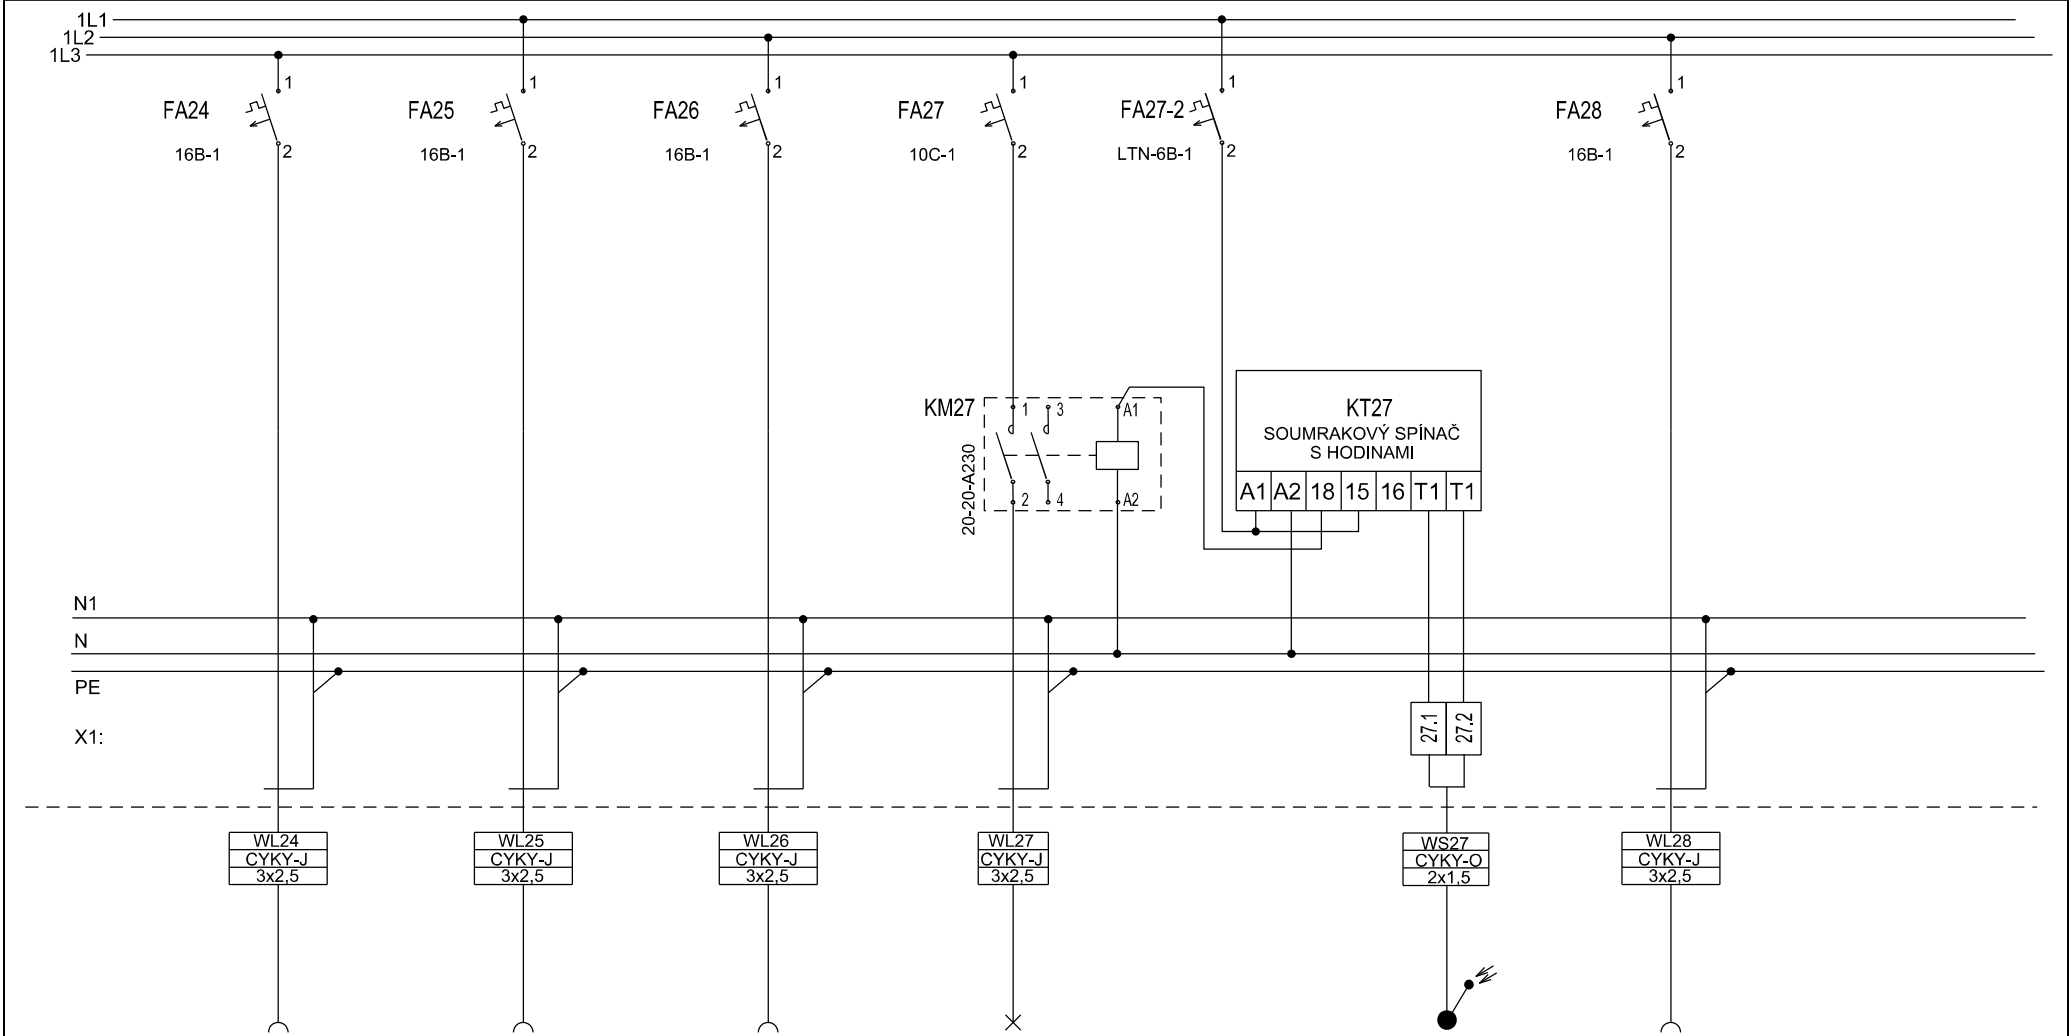 1L1
1L2
1L3
1
1
1
1
1
1
FA24
FA25
FA26
FA27
FA27-2
FA28
16B-1
2
16B-1
2
16B-1
2
10C-1
2
LTN-6B-1
2
16B-1
2
KM27
1
3
A1
20-20-A230
2
4
A2
KT27
SOUMRAKOVÝ SPÍNAČ
S HODINAMI
A1 A2 18 15 16 T1 T1
N1
N
PE
X1:
27.1
27.2
WL24
CYKY-J
3x2,5
WL25
CYKY-J
3x2,5
WL26
CYKY-J
3x2,5
WL27
CYKY-J
3x2,5
WS27
CYKY-O
2x1,5
WL28
CYKY-J
3x2,5